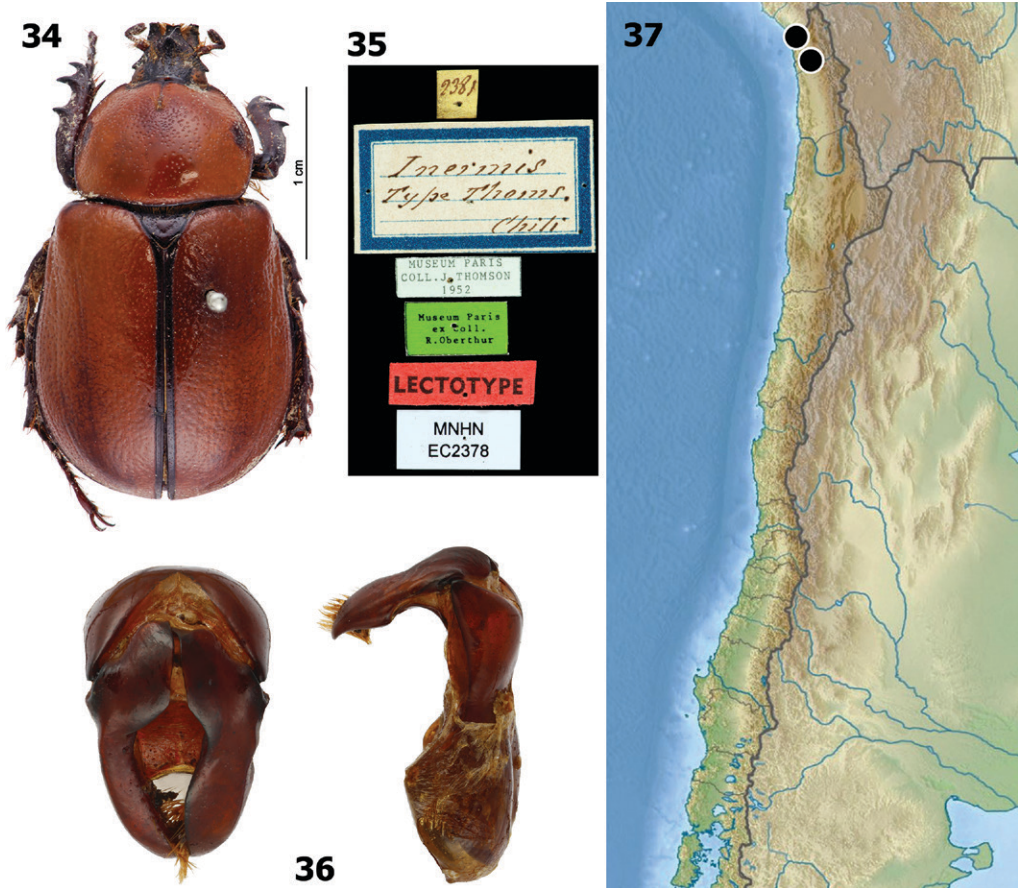 34
1 cm
35
2381
Inermis
Type Thoms.
Chili
MUSEUM PARIS
COLL. J. THOMSON
1952
Museum Paris
ex Coll.
R. Oberthur
LECTOTYPE
MNHN
EC2378
36
37